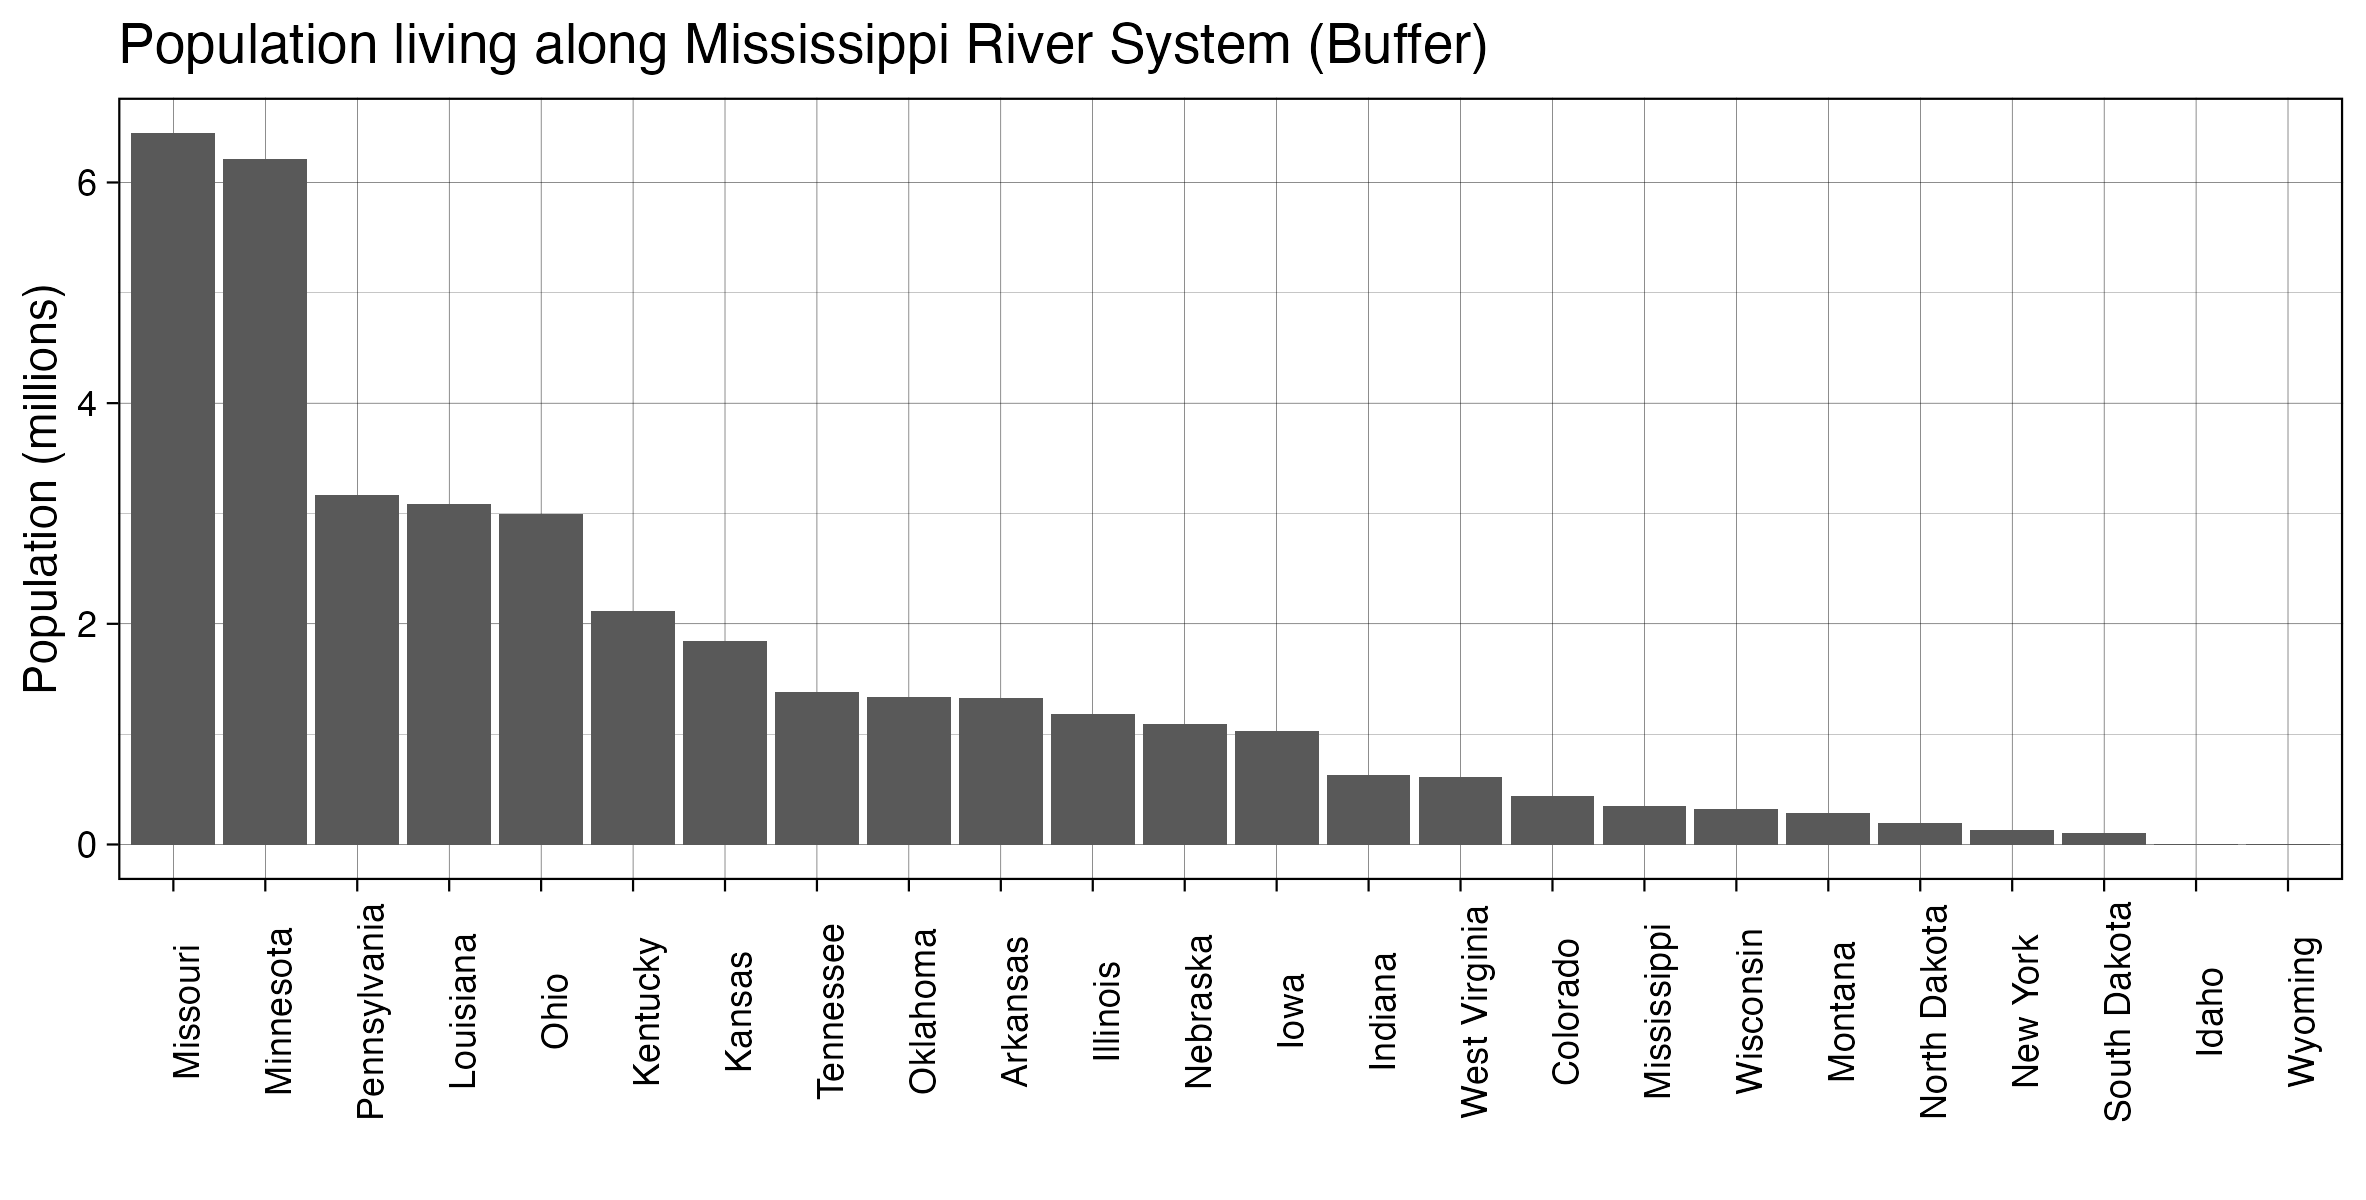 Population living along Mississippi River System (Buffer)
Population (millions)
6
4
2
0
Missouri
Minnesota
Pennsylvania
Louisiana
Ohio
Kentucky
Kansas
Tennessee
Oklahoma
Arkansas
Illinois
Nebraska
Iowa
Indiana
West Virginia
Colorado
Mississippi
Wisconsin
Montana
North Dakota
New York
South Dakota
Idaho
Wyoming